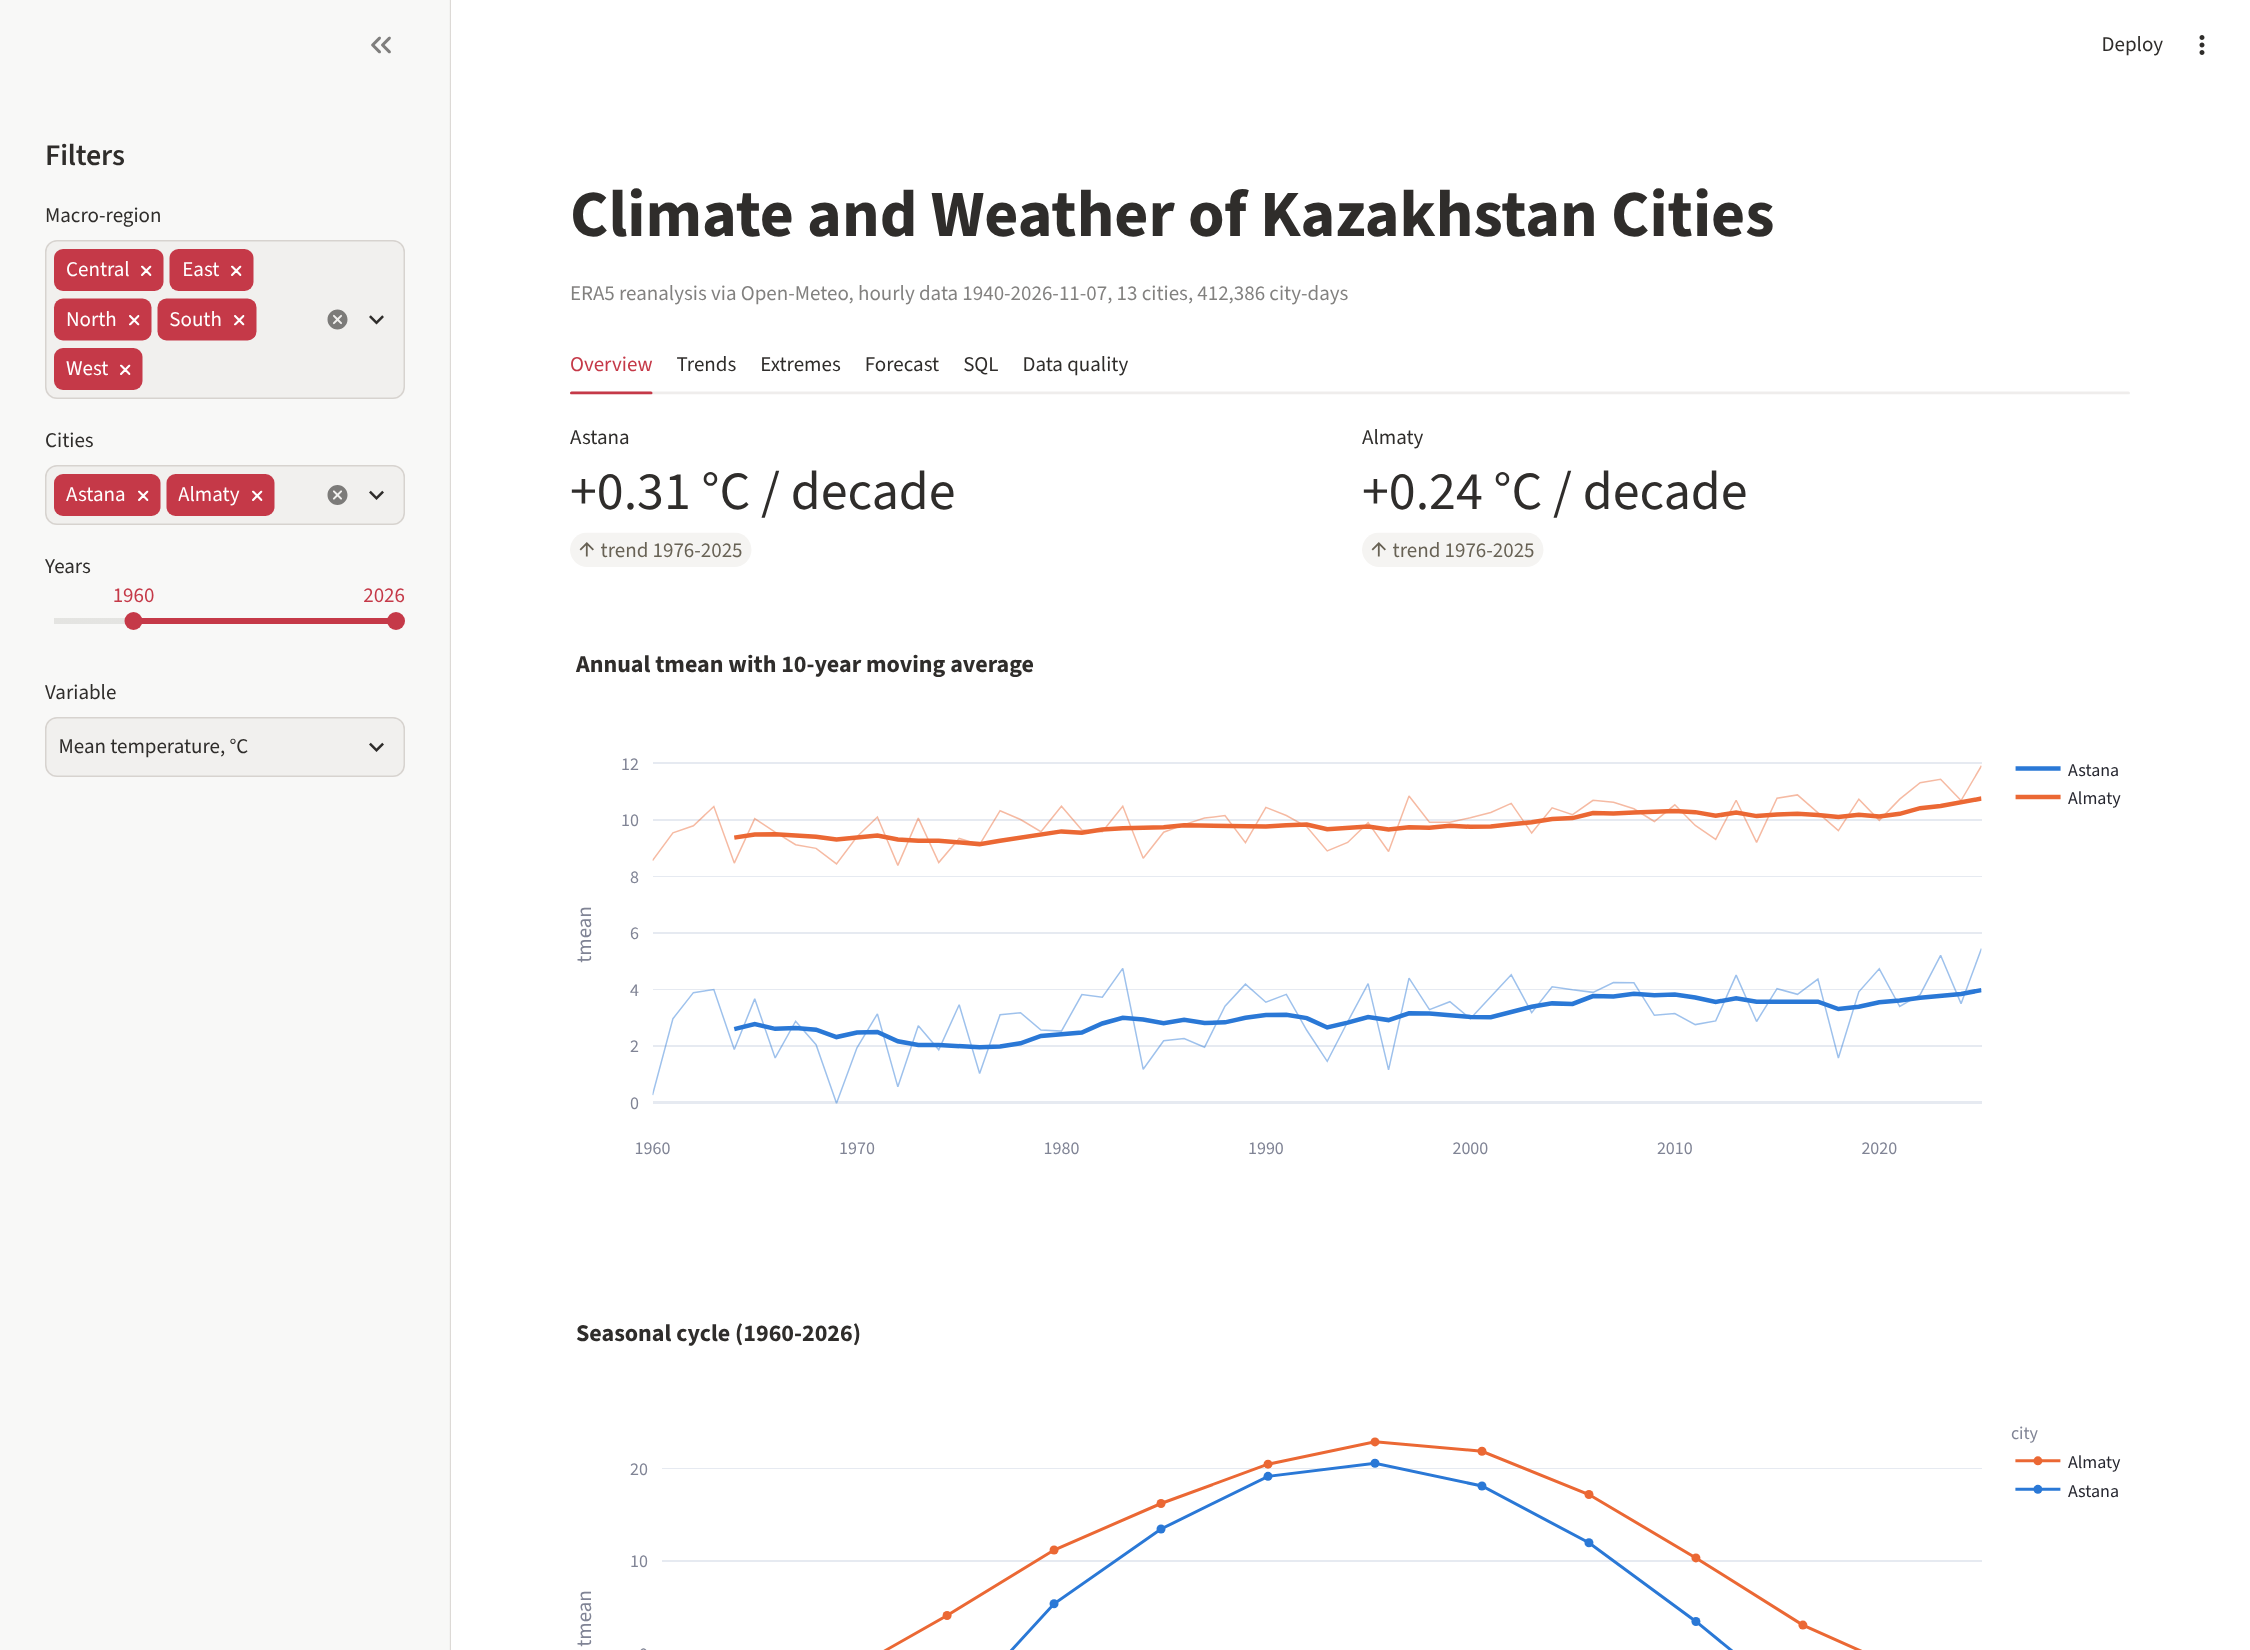 Deploy
Filters
Macro-region
Central
East
North
South
West
Cities
Astana
Almaty
Years
1960
2026
Variable
Mean temperature, °C
Climate and Weather of Kazakhstan Cities
ERA5 reanalysis via Open-Meteo, hourly data 1940-2026-11-07, 13 cities, 412,386 city-days
Overview
Trends
Extremes
Forecast
SQL
Data quality
Astana
+0.31 °C / decade
↑ trend 1976-2025
Almaty
+0.24 °C / decade
↑ trend 1976-2025
Annual tmean with 10-year moving average
12
10
8
6
4
2
0
tmean
1960
1970
1980
1990
2000
2010
2020
Astana
Almaty
Seasonal cycle (1960-2026)
20
10
tmean
city
Almaty
Astana